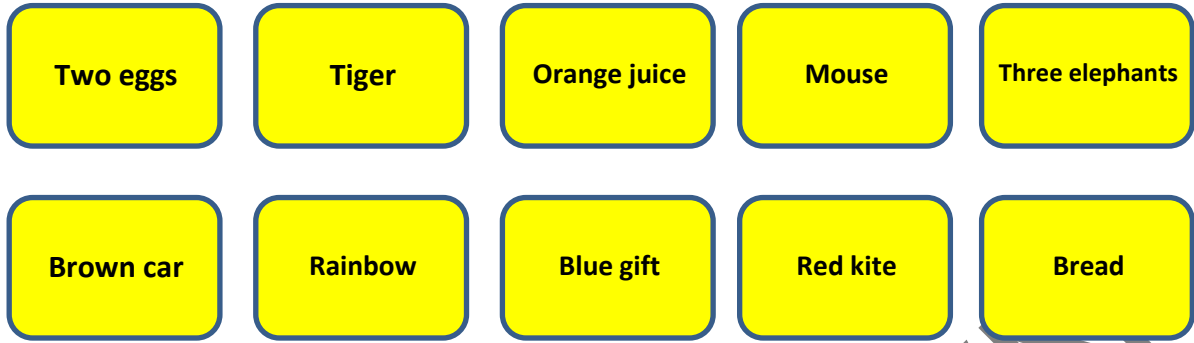 Two eggs
Tiger
Orange juice
Mouse
Three elephants
Brown car
Rainbow
Blue gift
Red kite
Bread